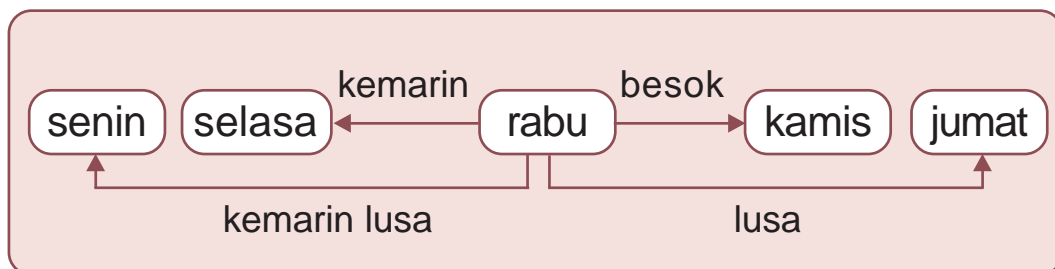 kemarin besok
senin selasa rabu kamis jumat
kemarin lusa lusa